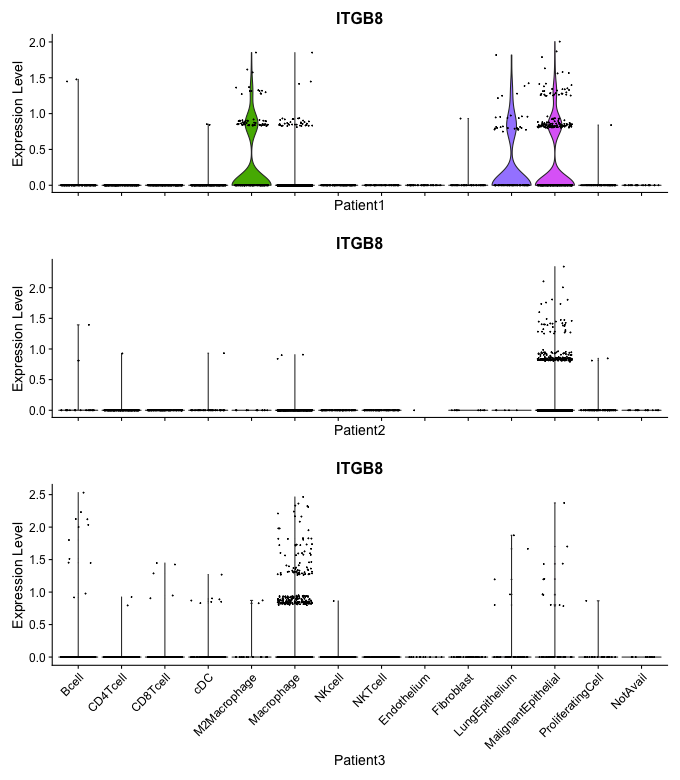 ITGB8
Expression Level
2.0
1.5
1.0
0.5
0.0
Patient1
ITGB8
Expression Level
2.0
1.5
1.0
0.5
0.0
Patient2
ITGB8
Expression Level
2.5
2.0
1.5
1.0
0.5
0.0
Bcell
CD4Tcell
CD8Tcell
cDC
M2Macrophage
Macrophage
NKcell
NKTcell
Endothelium
Fibroblast
LungEpithelium
MalignantEpithelial
ProliferatingCell
NotAvail
Patient3